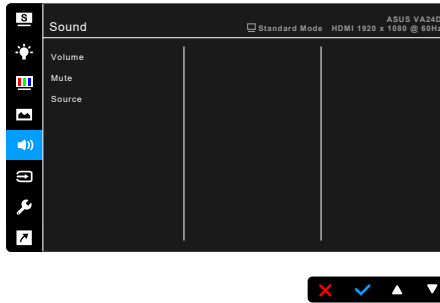 S
Sound
ASUS VA24D
Standard Mode HDMI 1920 x 1080 @ 60Hz
Volume
Mute
Source